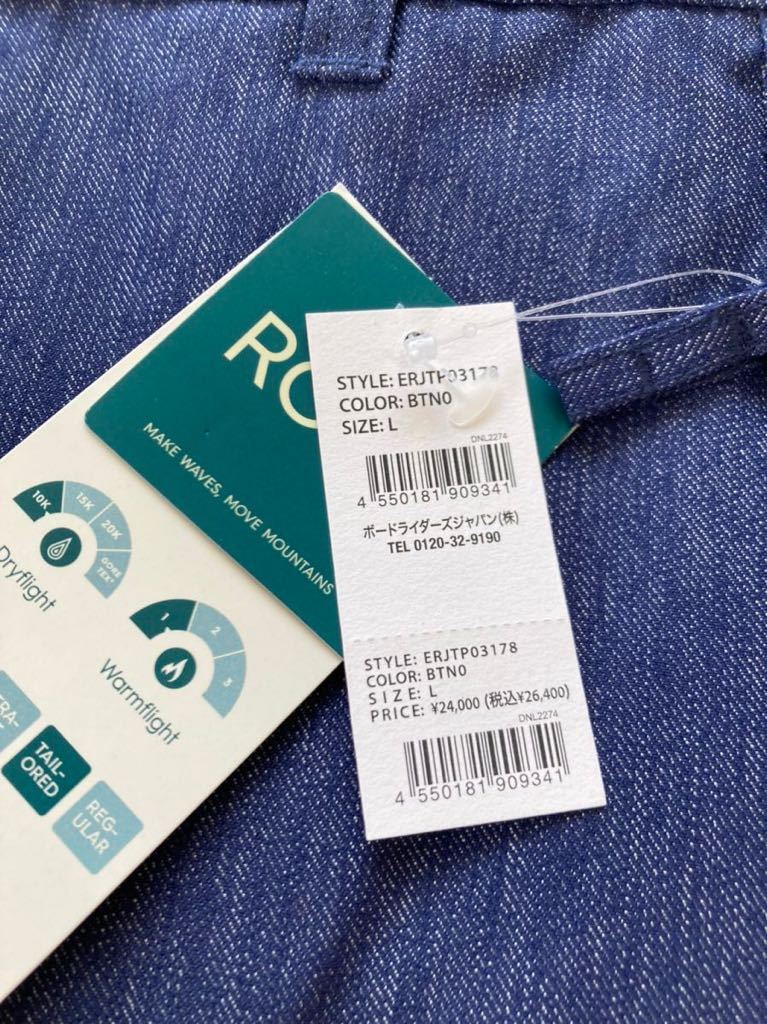 RO
MAKE WAVES, MOVE MOUNTAINS
10K
15K
20K
GORE
TEX
Dryflight
1
2
3
Warmflight
TAIL-
ORED
REG-
ULAR
STYLE: ERJTP03178
COLOR: BTN0
SIZE: L
DNL2274
4 550181 909341
ボードライダーズジャパン(株)
TEL 0120-32-9190
STYLE: ERJTP03178
COLOR: BTN0
SIZE: L
PRICE: ¥24,000 (税込¥26,400)
DNL2274
4 550181 909341